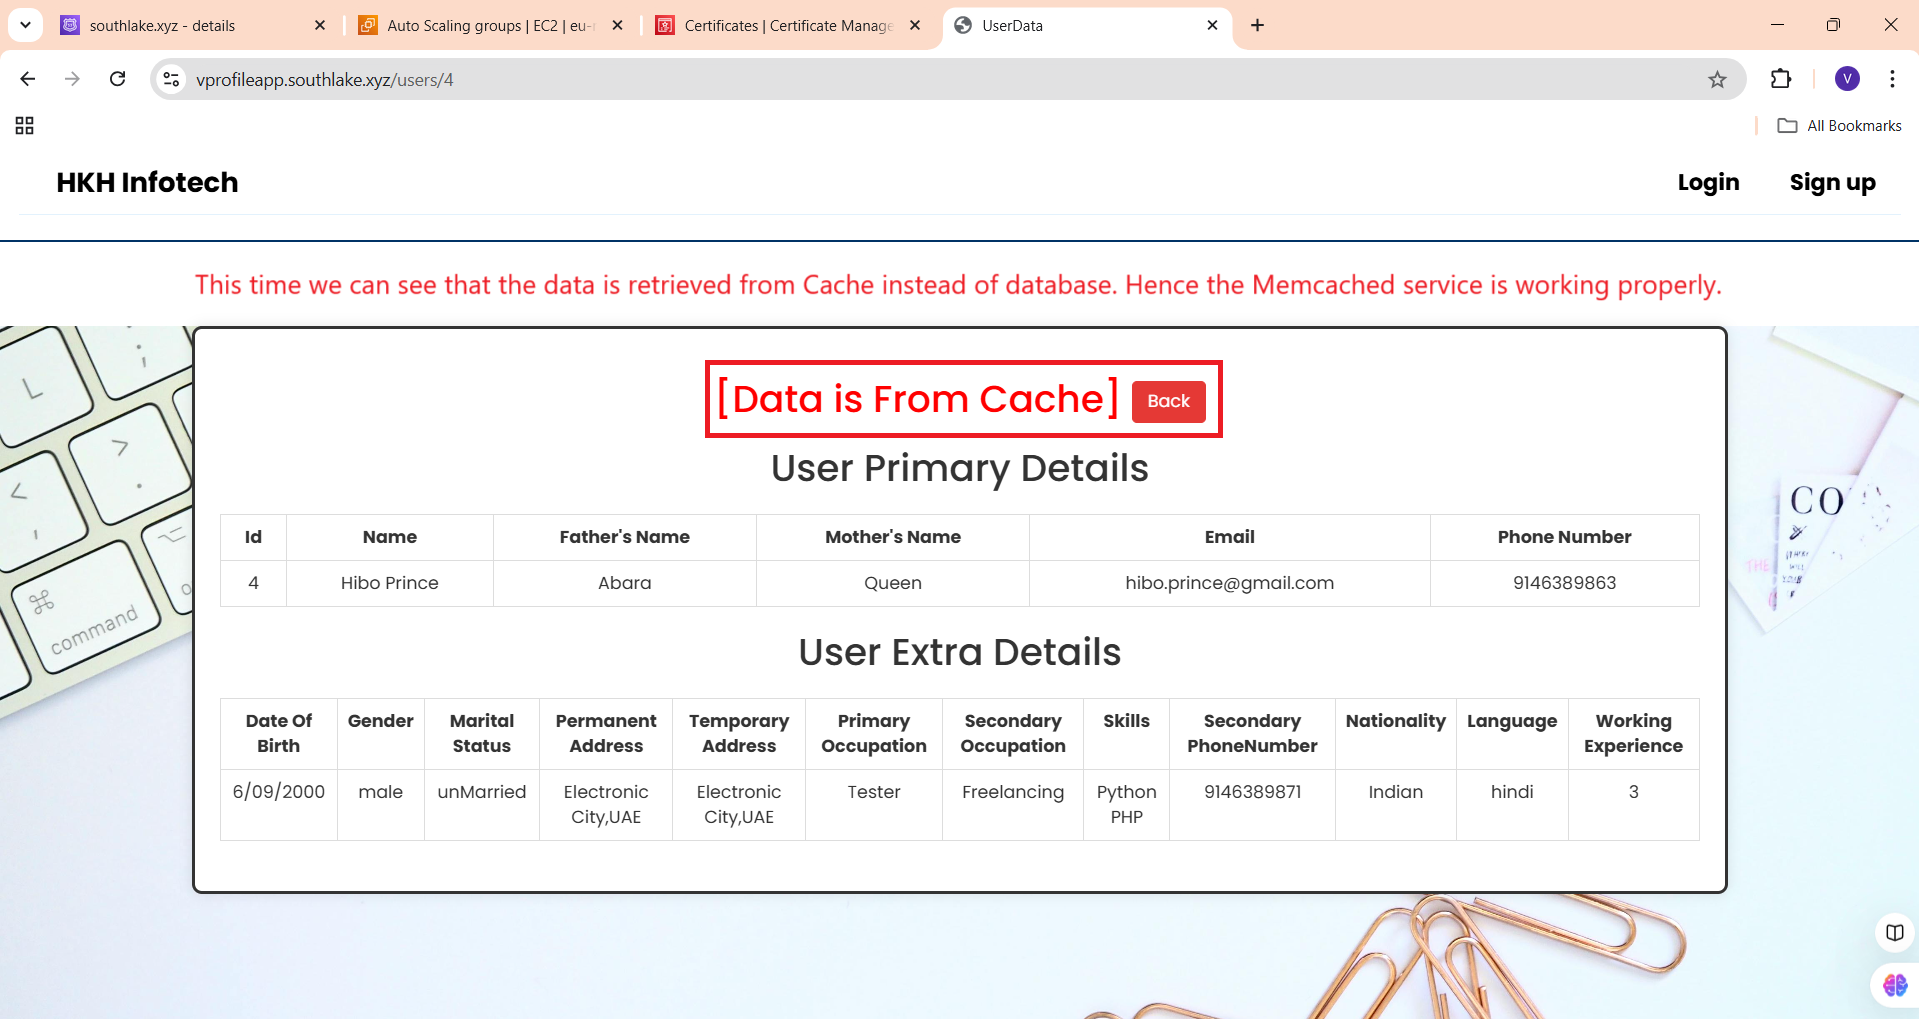 southlake.xyz - details
Auto Scaling groups | EC2 | eu-
Certificates | Certificate Manage
UserData
vprofileapp.southlake.xyz/users/4
V
All Bookmarks
HKH Infotech
Login
Sign up
This time we can see that the data is retrieved from Cache instead of database. Hence the Memcached service is working properly.
[Data is From Cache] Back
User Primary Details
Id Name Father's Name Mother's Name Email Phone Number
4 Hibo Prince Abara Queen hibo.prince@gmail.com 9146389863
User Extra Details
Date Of Birth Gender Marital Status Permanent Address Temporary Address Primary Occupation Secondary Occupation Skills Secondary PhoneNumber Nationality Language Working Experience
6/09/2000 male unMarried Electronic City,UAE Electronic City,UAE Tester Freelancing Python PHP 9146389871 Indian hindi 3
L
;
:
>
.
<
,
⌘
command
⌥
CO
THE